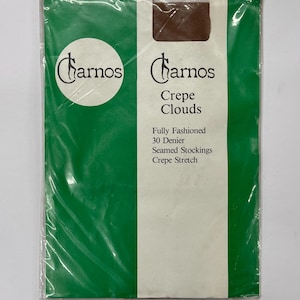 Charnos
Charnos
Crepe
Clouds
Fully Fashioned
30 Denier
Seamed Stockings
Crepe Stretch